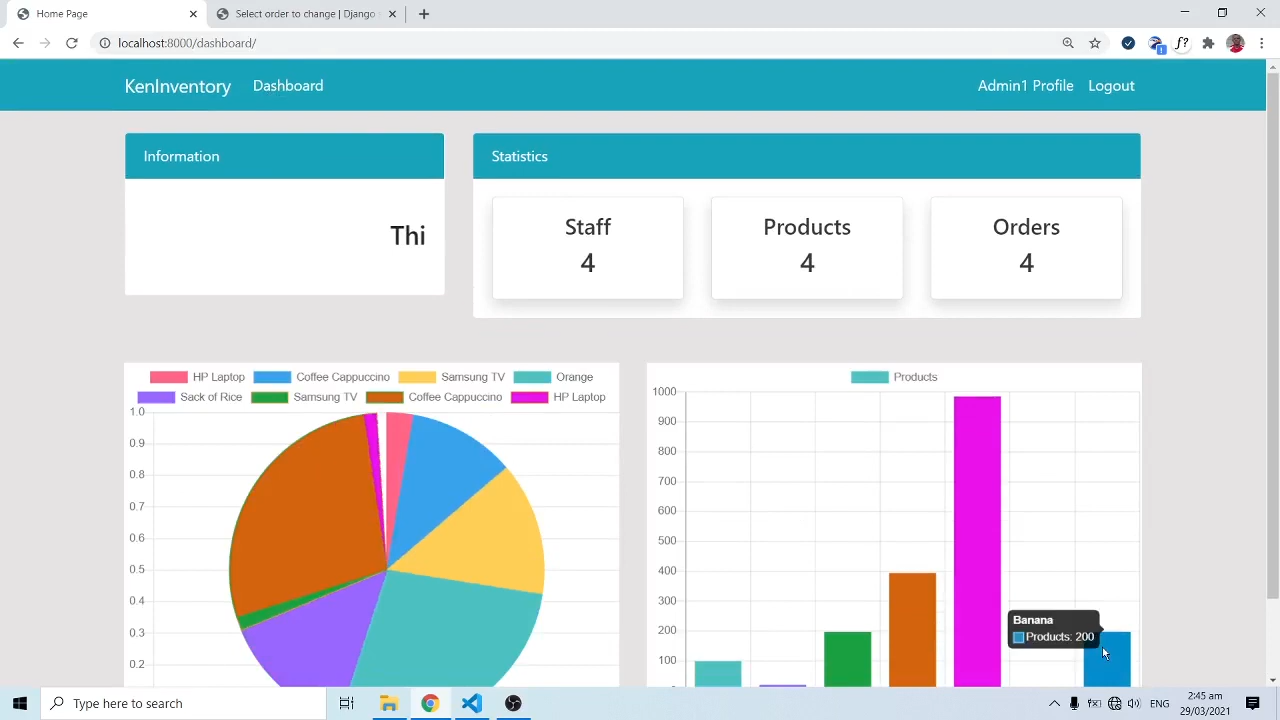 Home Page
Select order to change | Django
localhost:8000/dashboard/
f?
KenInventory
Dashboard
Admin1 Profile
Logout
Information
Thi
Statistics
Staff
4
Products
4
Orders
4
HP Laptop
Coffee Cappuccino
Samsung TV
Orange
Sack of Rice
Samsung TV
Coffee Cappuccino
HP Laptop
1.0
0.9
0.8
0.7
0.6
0.5
0.4
0.3
0.2
Products
1000
900
800
700
600
500
400
300
200
100
Banana
Products: 200
Type here to search
ENG
2:45 am
29/03/2021